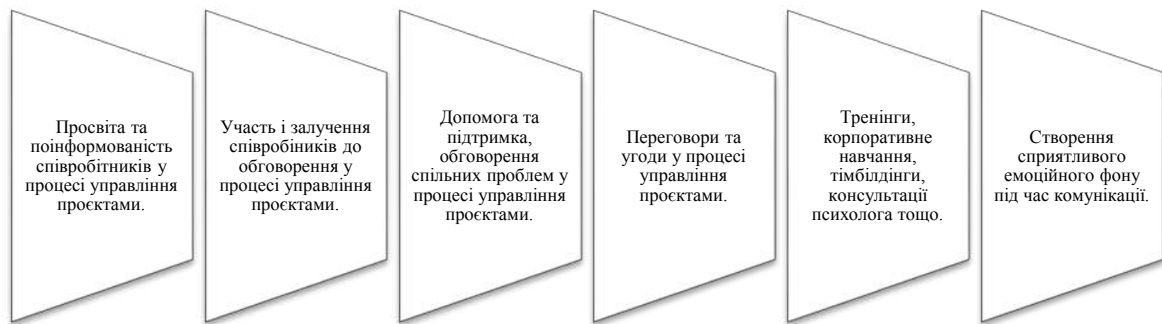 Просвіта та
поінформованість
співробітників у
процесі управління
проєктами.
Участь і залучення
співробіників до
обговорення у
процесі управління
проєктами.
Допомога та
підтримка,
обговорення
спільних проблем у
процесі управління
проєктами.
Переговори та
угоди у процесі
управління
проєктами.
Тренінги,
корпоративне
навчання,
тімбілдінги,
консультації
психолога тощо.
Створення
сприятливого
емоційного фону
під час комунікації.